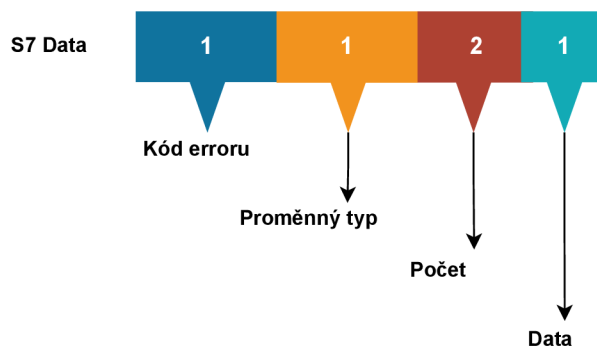 S7 Data 1 1 2 1
Kód erroru
Proměnný typ
Počet
Data